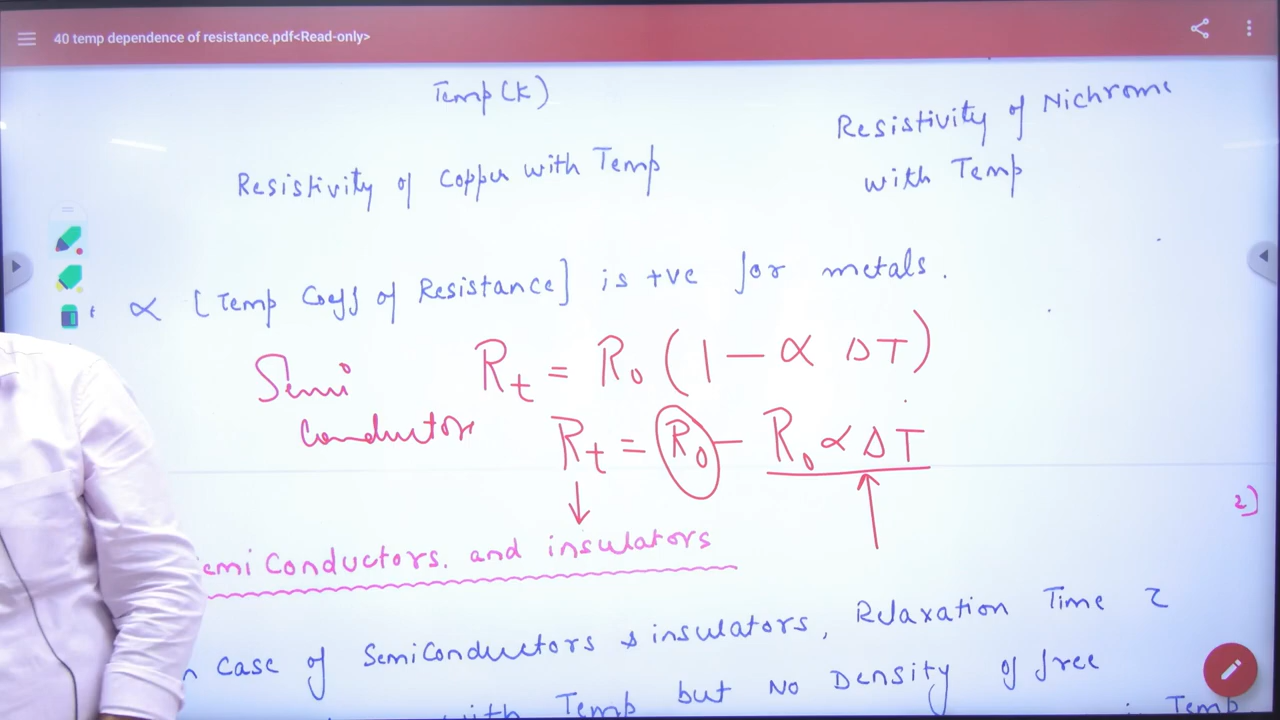 40 temp dependence of resistance.pdf<Read-only>
Temp(K)
Resistivity of Nichrome
with Temp
Resistivity of Copper with Temp
∝ [Temp Coeff of Resistance] is +ve for metals.
Semi
Conductor
Rt = R₀ (1 − ∝ ΔT)
Rt = R₀ − R₀ ∝ ΔT
2)
emi Conductors. and insulators
n case of SemiConductors & insulators, Relaxation Time τ
with Temp but No Density of free
Temp